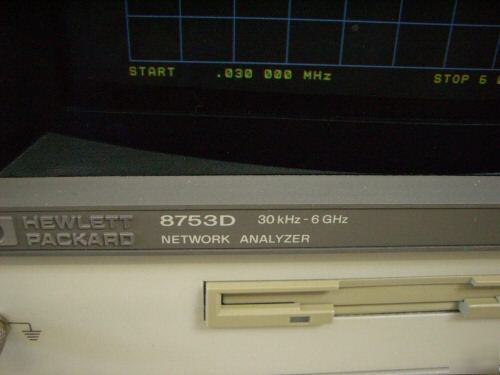 START .030 000 MHz STOP 6
HEWLETT PACKARD
8753D 30 kHz - 6 GHz
NETWORK ANALYZER